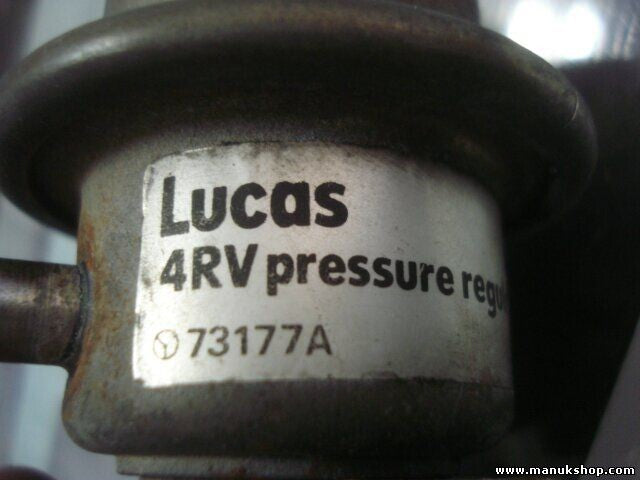 Lucas
4RV pressure regu
73177A
www.manukshop.com